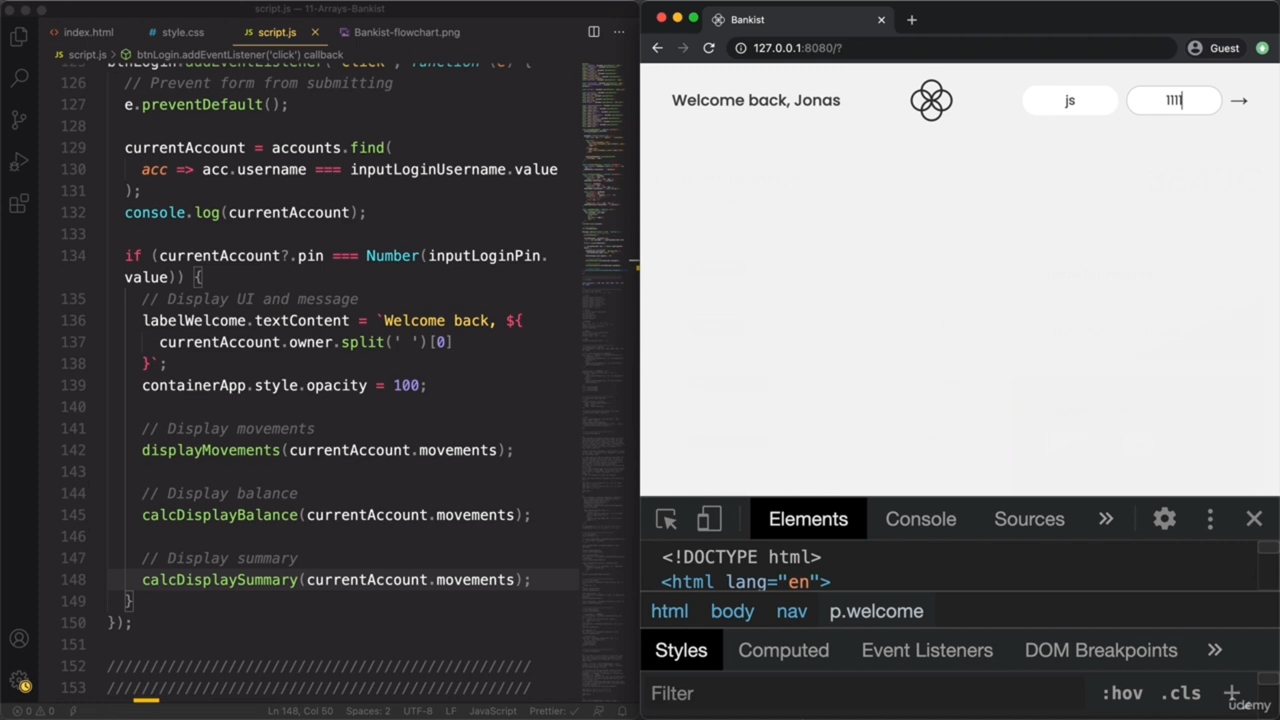 script.js - 11-Arrays-Bankist
index.html
style.css
script.js
Bankist-flowchart.png
script.js > btnLogin.addEventListener('click') callback
btnLogin.addEventListener('click', function (e) {
126 // Prevent form from submitting
127 e.preventDefault();
128
129 currentAccount = accounts.find(
130 acc => acc.username === inputLoginUsername.value
131 );
132 console.log(currentAccount);
133
134 if (currentAccount?.pin === Number(inputLoginPin.
value)) {
135 // Display UI and message
136 labelWelcome.textContent = `Welcome back, ${
137 currentAccount.owner.split(' ')[0]
138 }`;
139 containerApp.style.opacity = 100;
140
141 // Display movements
142 displayMovements(currentAccount.movements);
143
144 // Display balance
145 calcDisplayBalance(currentAccount.movements);
146
147 // Display summary
148 calcDisplaySummary(currentAccount.movements);
149 }
150 });
151
152 //////////////////////////////////////////////////
153 //////////////////////////////////////////////////
0 0
Ln 148, Col 50
Spaces: 2
UTF-8
LF
JavaScript
Prettier: ✓
Bankist
127.0.0.1:8080/?
Guest
Welcome back, Jonas
js
1111
→
Elements
Console
Sources
<!DOCTYPE html>
<html lang="en">
html body nav p.welcome
Styles
Computed
Event Listeners
DOM Breakpoints
Filter
:hov .cls +
udemy